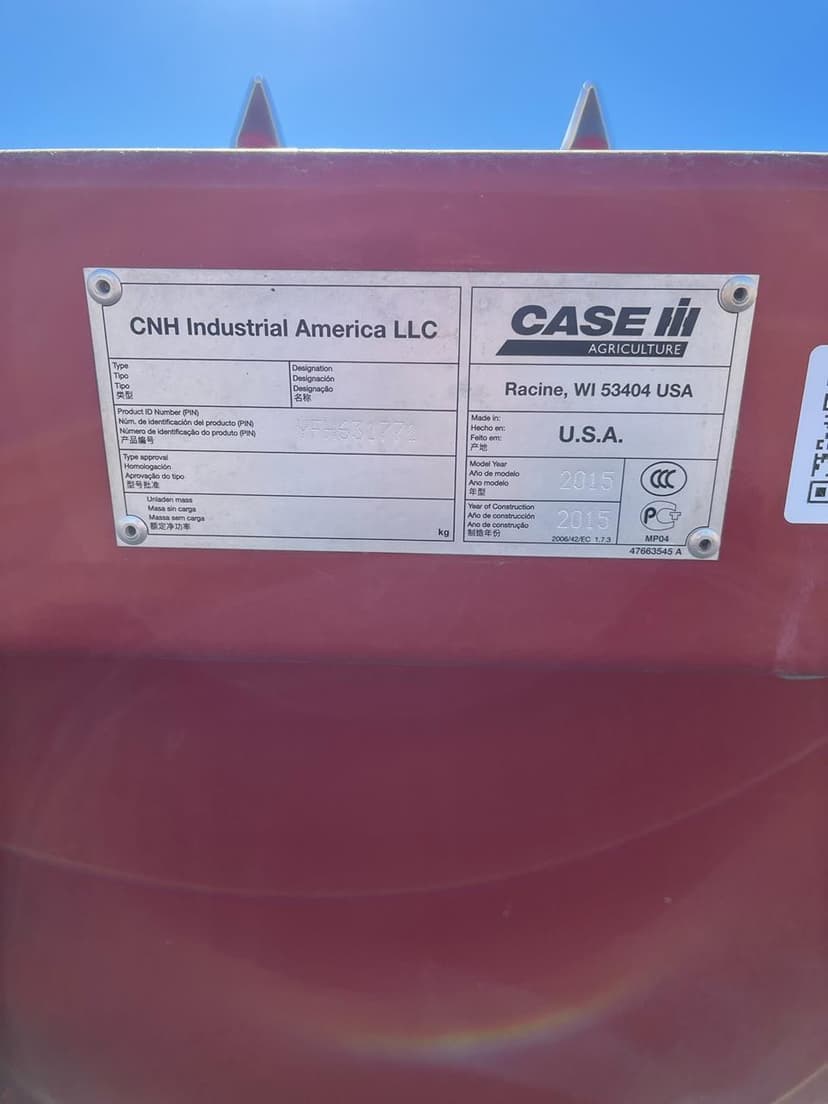 CNH Industrial America LLC
Type
Tipo
Tipo
类型
Designation
Designación
Designação
名称
Product ID Number (PIN)
Núm. de identificación del producto (PIN)
Número de identificação do produto (PIN)
产品编号
Type approval
Homologación
Aprovação do tipo
型号批准
Unladen mass
Masa sin carga
Massa sem carga
额定净功率
kg
CASE IH
AGRICULTURE
Racine, WI 53404 USA
Made in:
Hecho en:
Feito em:
产地
U.S.A.
Model Year
Año de modelo
Ano modelo
年型
2015
Year of Construction
Año de construcción
Ano de construção
制造年份
2015
2006/42/EC 1.7.3
CCC
MP04
47663545 A